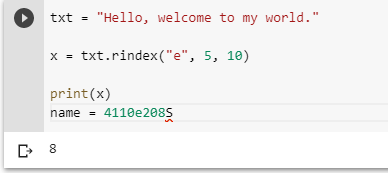 txt = "Hello, welcome to my world."
x = txt.rindex("e", 5, 10)
print(x)
name = 4110e208S
8